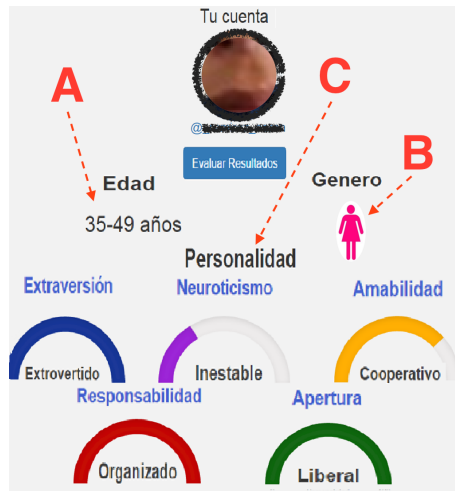 Tu cuenta
@
Evaluar Resultados
A
C
B
Edad
Genero
35-49 años
Personalidad
Extraversión
Neuroticismo
Amabilidad
Extrovertido
Inestable
Cooperativo
Responsabilidad
Apertura
Organizado
Liberal